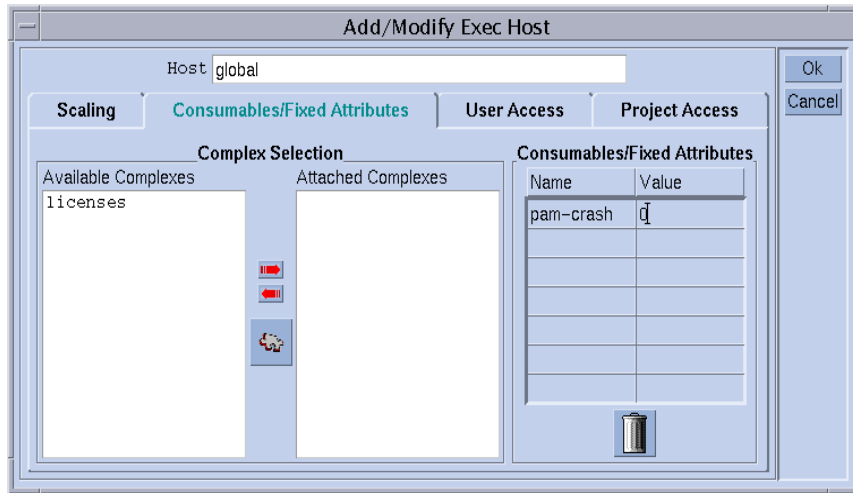 Add/Modify Exec Host
Host global
Ok
Cancel
Scaling Consumables/Fixed Attributes User Access Project Access
Complex Selection
Available Complexes Attached Complexes
licenses
Consumables/Fixed Attributes
Name Value
pam-crash 0